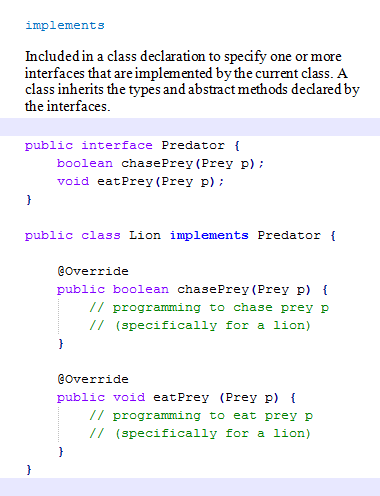 implements
Included in a class declaration to specify one or more
interfaces that are implemented by the current class. A
class inherits the types and abstract methods declared by
the interfaces.
public interface Predator {
    boolean chasePrey(Prey p);
    void eatPrey(Prey p);
}
public class Lion implements Predator {
    @Override
    public boolean chasePrey(Prey p) {
        // programming to chase prey p
        // (specifically for a lion)
    }
    @Override
    public void eatPrey (Prey p) {
        // programming to eat prey p
        // (specifically for a lion)
    }
}